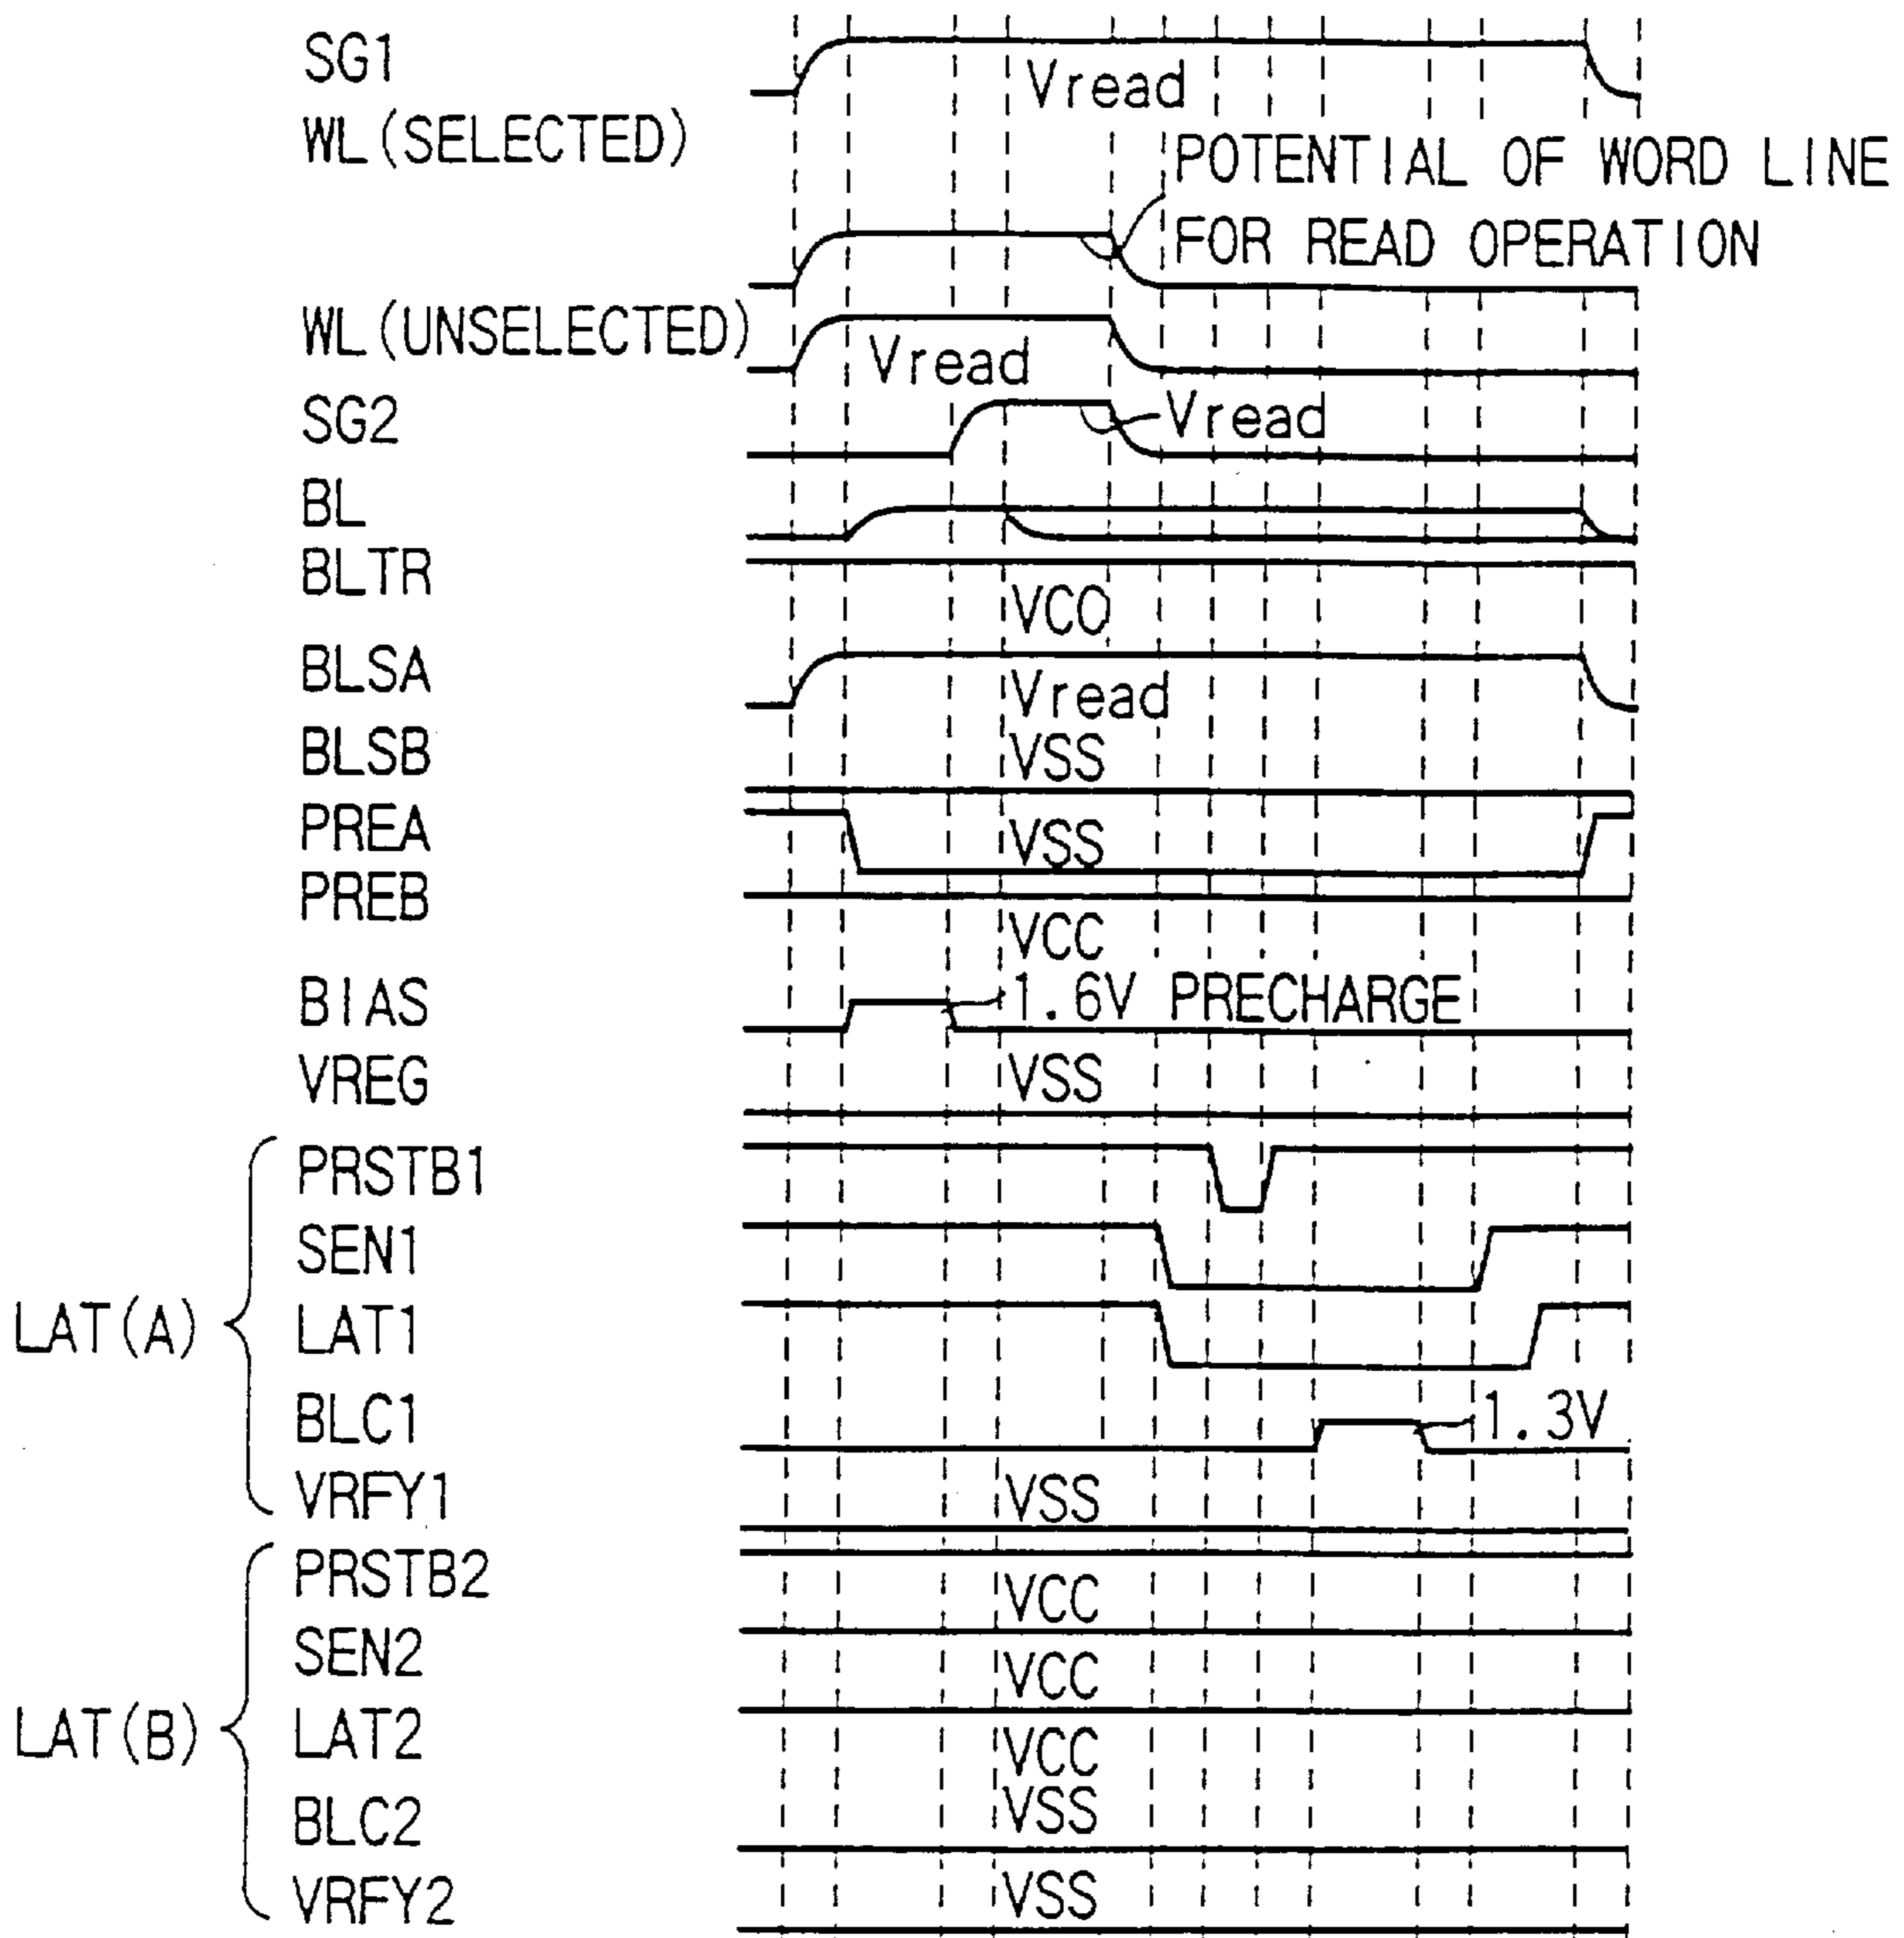 SG1
Vread
WL(SELECTED)
POTENTIAL OF WORD LINE
FOR READ OPERATION
WL(UNSELECTED)
Vread
SG2
Vread
BL
BLTR
VCO
BLSA
Vread
BLSB
VSS
PREA
VSS
PREB
VCC
BIAS
1.6V PRECHARGE
VREG
VSS
LAT(A)
PRSTB1
SEN1
LAT1
BLC1
1.3V
VRFY1
VSS
LAT(B)
PRSTB2
VCC
SEN2
VCC
LAT2
VCC
BLC2
VSS
VRFY2
VSS